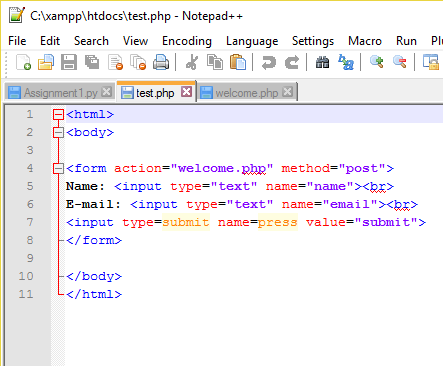 C:\xampp\htdocs\test.php - Notepad++
File Edit Search View Encoding Language Settings Macro Run
Assignment1.py test.php welcome.php
1 <html>
2 <body>
3
4 <form action="welcome.php" method="post">
5 Name: <input type="text" name="name"><br>
6 E-mail: <input type="text" name="email"><br>
7 <input type=submit name=press value="submit">
8 </form>
9
10 </body>
11 </html>